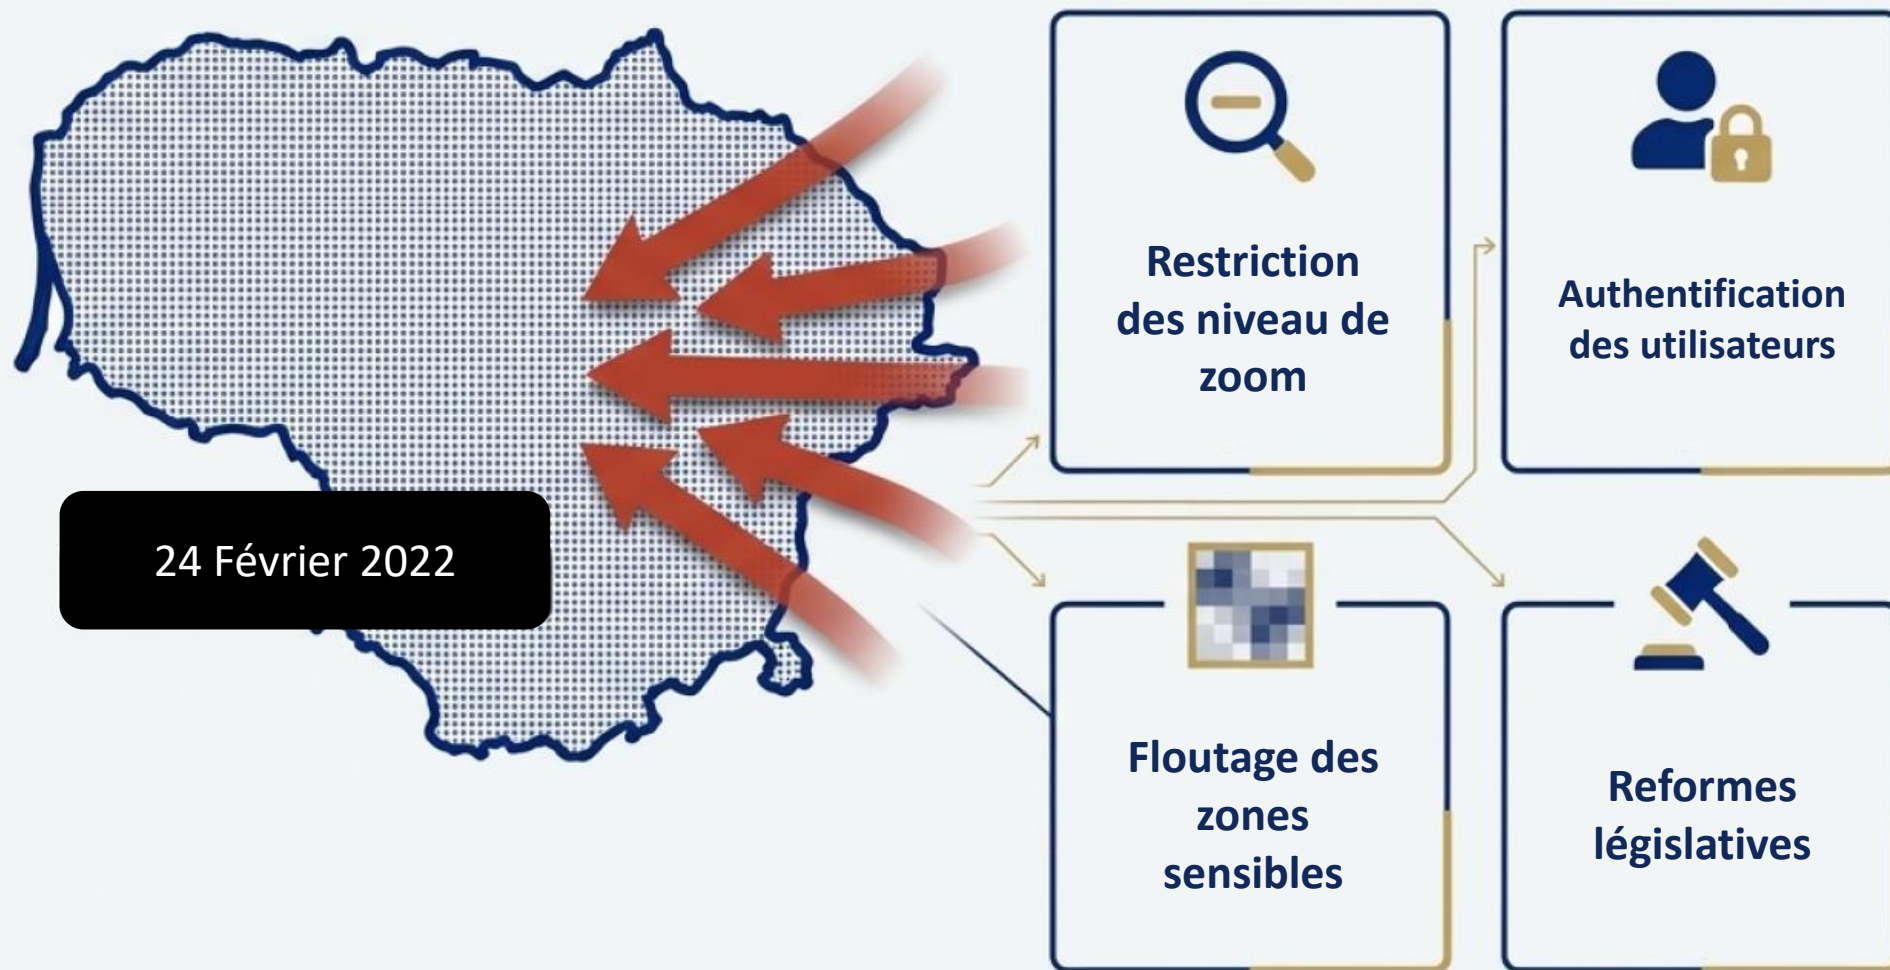 24 Février 2022
Restriction
des niveau de
zoom
Authentification
des utilisateurs
Floutage des
zones
sensibles
Reformes
législatives